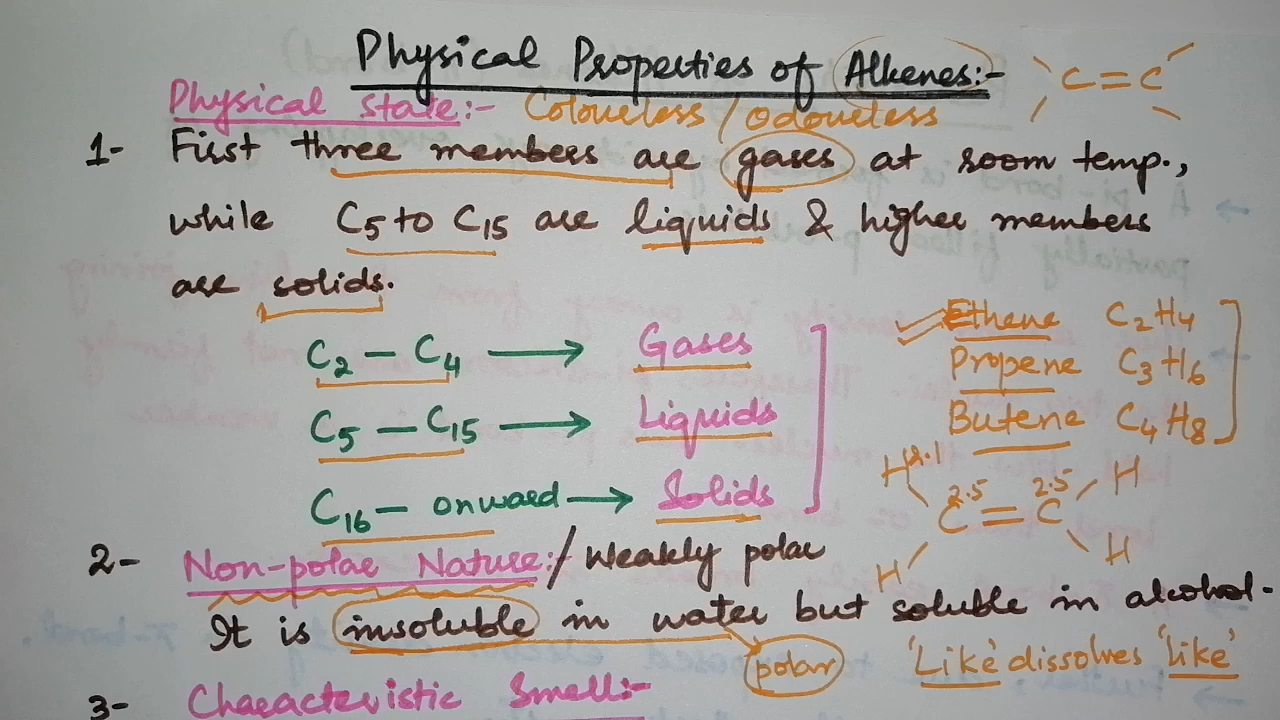 Physical Properties of Alkenes:-
C=C
Physical state:- Colourless / odourless
1- First three members are gases at room temp.,
while C5 to C15 are liquids & higher members
are solids.
C2 – C4 → Gases
Ethene C2H4
Propene C3H6
C5 – C15 → Liquids
Butene C4H8
C16 – onward → Solids
H 2.1 2.5 2.5 H
C=C
H H
2- Non-polar Nature:/ Weakly polar
It is insoluble in water but soluble in alcohol.
polar 'Like' dissolves 'like'
3- Characteristic Smell:-